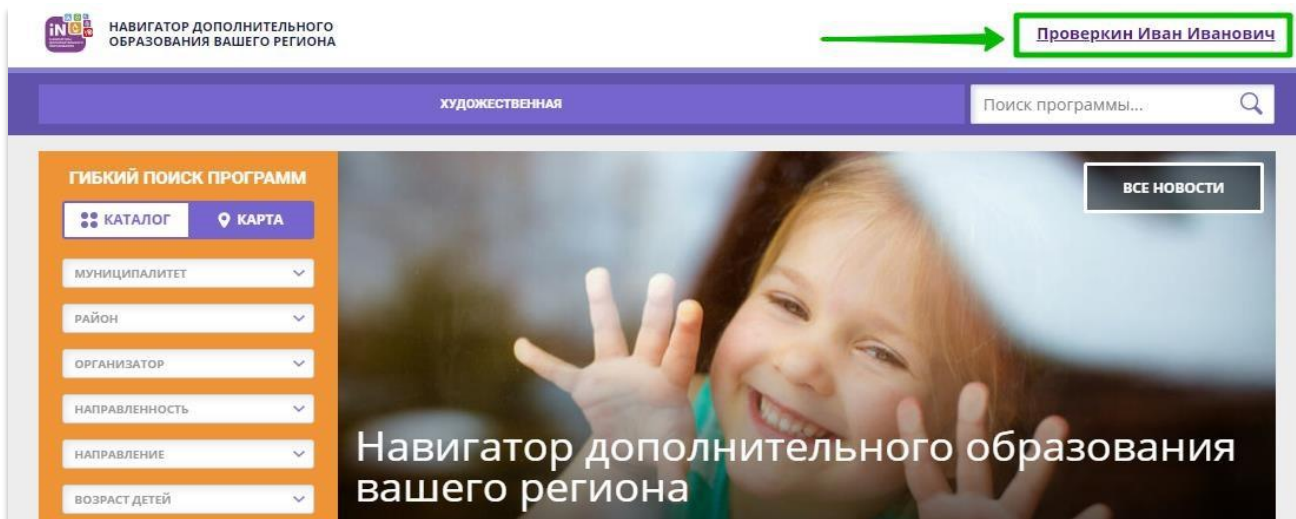 iNO
НАВИГАТОР ДОПОЛНИТЕЛЬНОГО
ОБРАЗОВАНИЯ ВАШЕГО РЕГИОНА
Проверкин Иван Иванович
ХУДОЖЕСТВЕННАЯ
Поиск программы...
ГИБКИЙ ПОИСК ПРОГРАММ
КАТАЛОГ
КАРТА
МУНИЦИПАЛИТЕТ
РАЙОН
ОРГАНИЗАТОР
НАПРАВЛЕННОСТЬ
НАПРАВЛЕНИЕ
ВОЗРАСТ ДЕТЕЙ
ВСЕ НОВОСТИ
Навигатор дополнительного образования
вашего региона